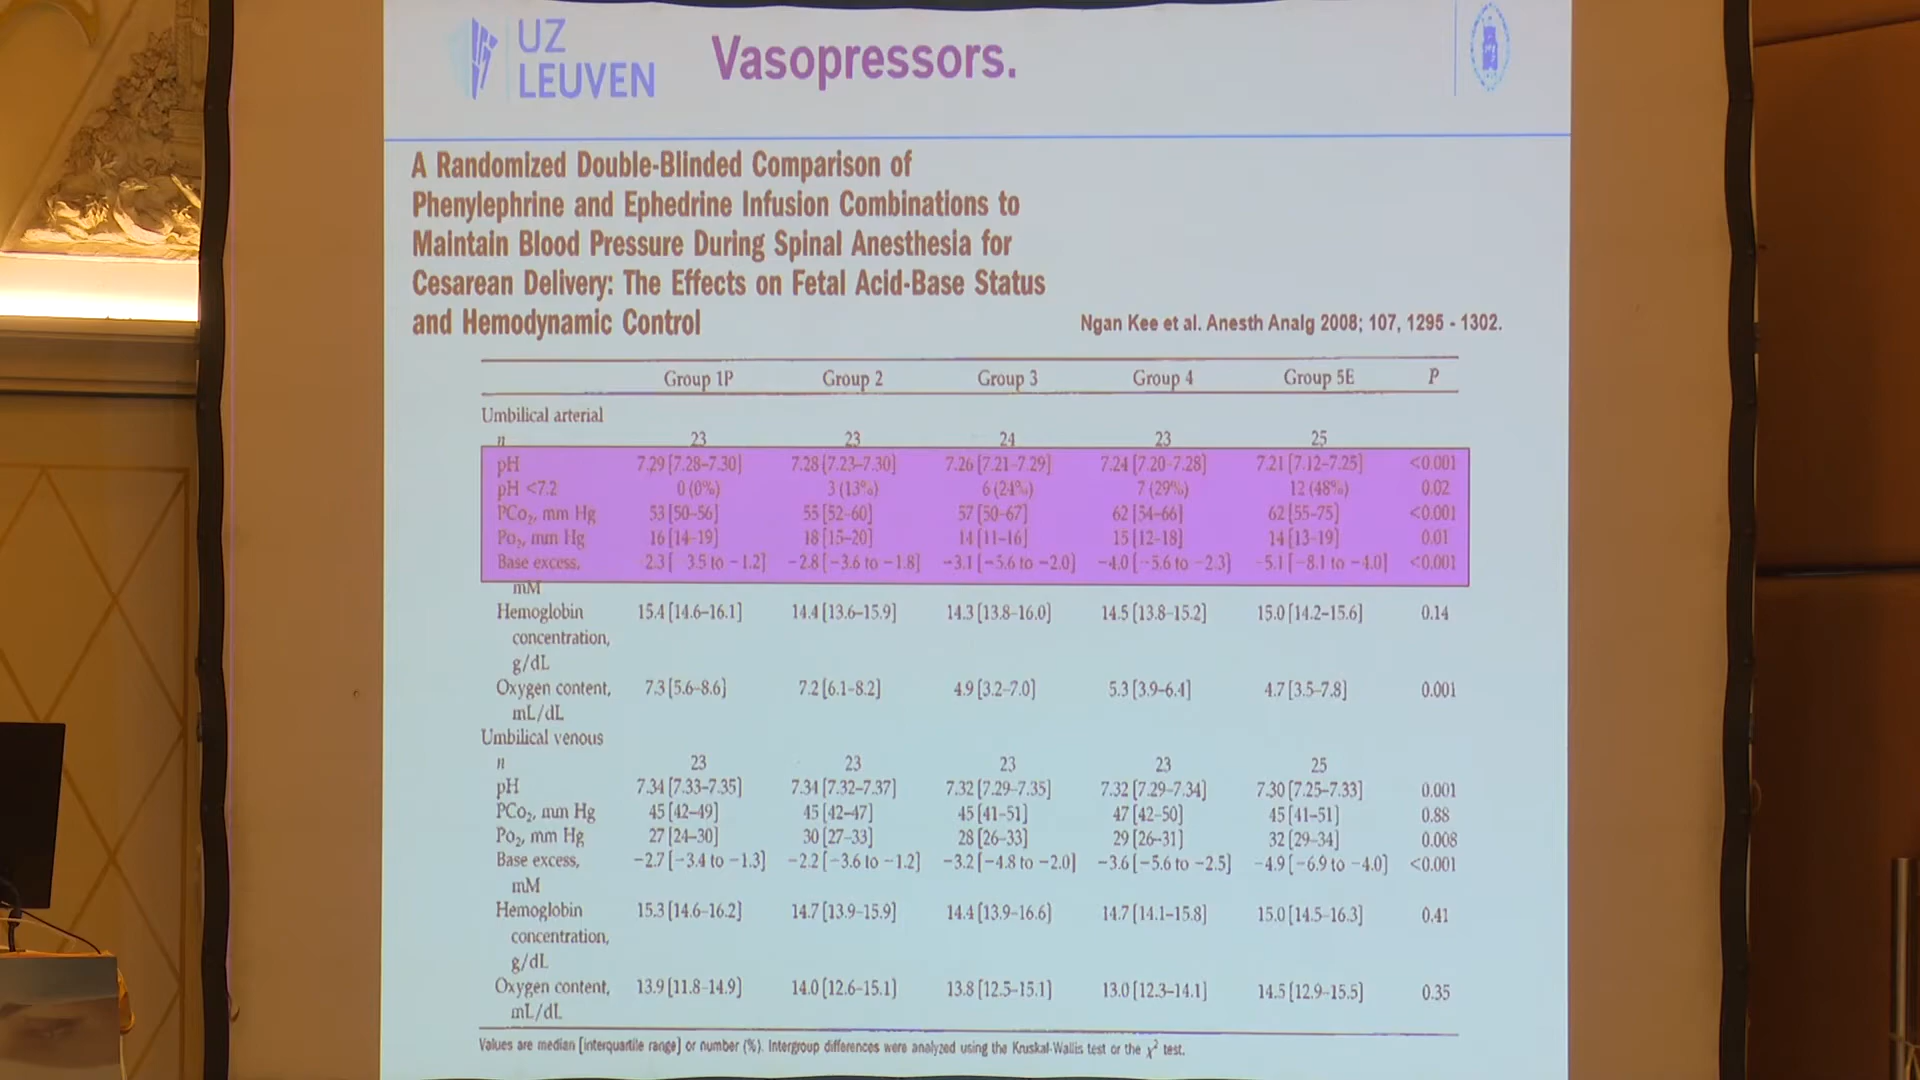 UZ
LEUVEN
Vasopressors.
A Randomized Double-Blinded Comparison of
Phenylephrine and Ephedrine Infusion Combinations to
Maintain Blood Pressure During Spinal Anesthesia for
Cesarean Delivery: The Effects on Fetal Acid-Base Status
and Hemodynamic Control
Ngan Kee et al. Anesth Analg 2008; 107, 1295 - 1302.
Group 1P Group 2 Group 3 Group 4 Group 5E P
Umbilical arterial
n 23 23 24 23 25
pH 7.29 [7.28–7.30] 7.28 [7.23–7.30] 7.26 [7.21–7.29] 7.24 [7.20–7.28] 7.21 [7.12–7.25] <0.001
pH <7.2 0 (0%) 3 (13%) 6 (24%) 7 (29%) 12 (48%) 0.02
PCo₂, mm Hg 53 [50–56] 55 [52–60] 57 [50–67] 62 [54–66] 62 [55–75] <0.001
Po₂, mm Hg 16 [14–19] 18 [15–20] 14 [11–16] 15 [12–18] 14 [13–19] 0.01
Base excess, 2.3 [ 3.5 to −1.2] −2.8 [−3.6 to −1.8] −3.1 [−5.6 to −2.0] −4.0 [−5.6 to −2.3] −5.1 [−8.1 to −4.0] <0.001
mM
Hemoglobin 15.4 [14.6–16.1] 14.4 [13.6–15.9] 14.3 [13.8–16.0] 14.5 [13.8–15.2] 15.0 [14.2–15.6] 0.14
concentration,
g/dL
Oxygen content, 7.3 [5.6–8.6] 7.2 [6.1–8.2] 4.9 [3.2–7.0] 5.3 [3.9–6.4] 4.7 [3.5–7.8] 0.001
mL/dL
Umbilical venous
n 23 23 23 23 25
pH 7.34 [7.33–7.35] 7.34 [7.32–7.37] 7.32 [7.29–7.35] 7.32 [7.29–7.34] 7.30 [7.25–7.33] 0.001
PCo₂, mm Hg 45 [42–49] 45 [42–47] 45 [41–51] 47 [42–50] 45 [41–51] 0.88
Po₂, mm Hg 27 [24–30] 30 [27–33] 28 [26–33] 29 [26–31] 32 [29–34] 0.008
Base excess, −2.7 [−3.4 to −1.3] −2.2 [−3.6 to −1.2] −3.2 [−4.8 to −2.0] −3.6 [−5.6 to −2.5] −4.9 [−6.9 to −4.0] <0.001
mM
Hemoglobin 15.3 [14.6–16.2] 14.7 [13.9–15.9] 14.4 [13.9–16.6] 14.7 [14.1–15.8] 15.0 [14.5–16.3] 0.41
concentration,
g/dL
Oxygen content, 13.9 [11.8–14.9] 14.0 [12.6–15.1] 13.8 [12.5–15.1] 13.0 [12.3–14.1] 14.5 [12.9–15.5] 0.35
mL/dL
Values are median [interquartile range] or number (%). Intergroup differences were analyzed using the Kruskal-Wallis test or the χ² test.